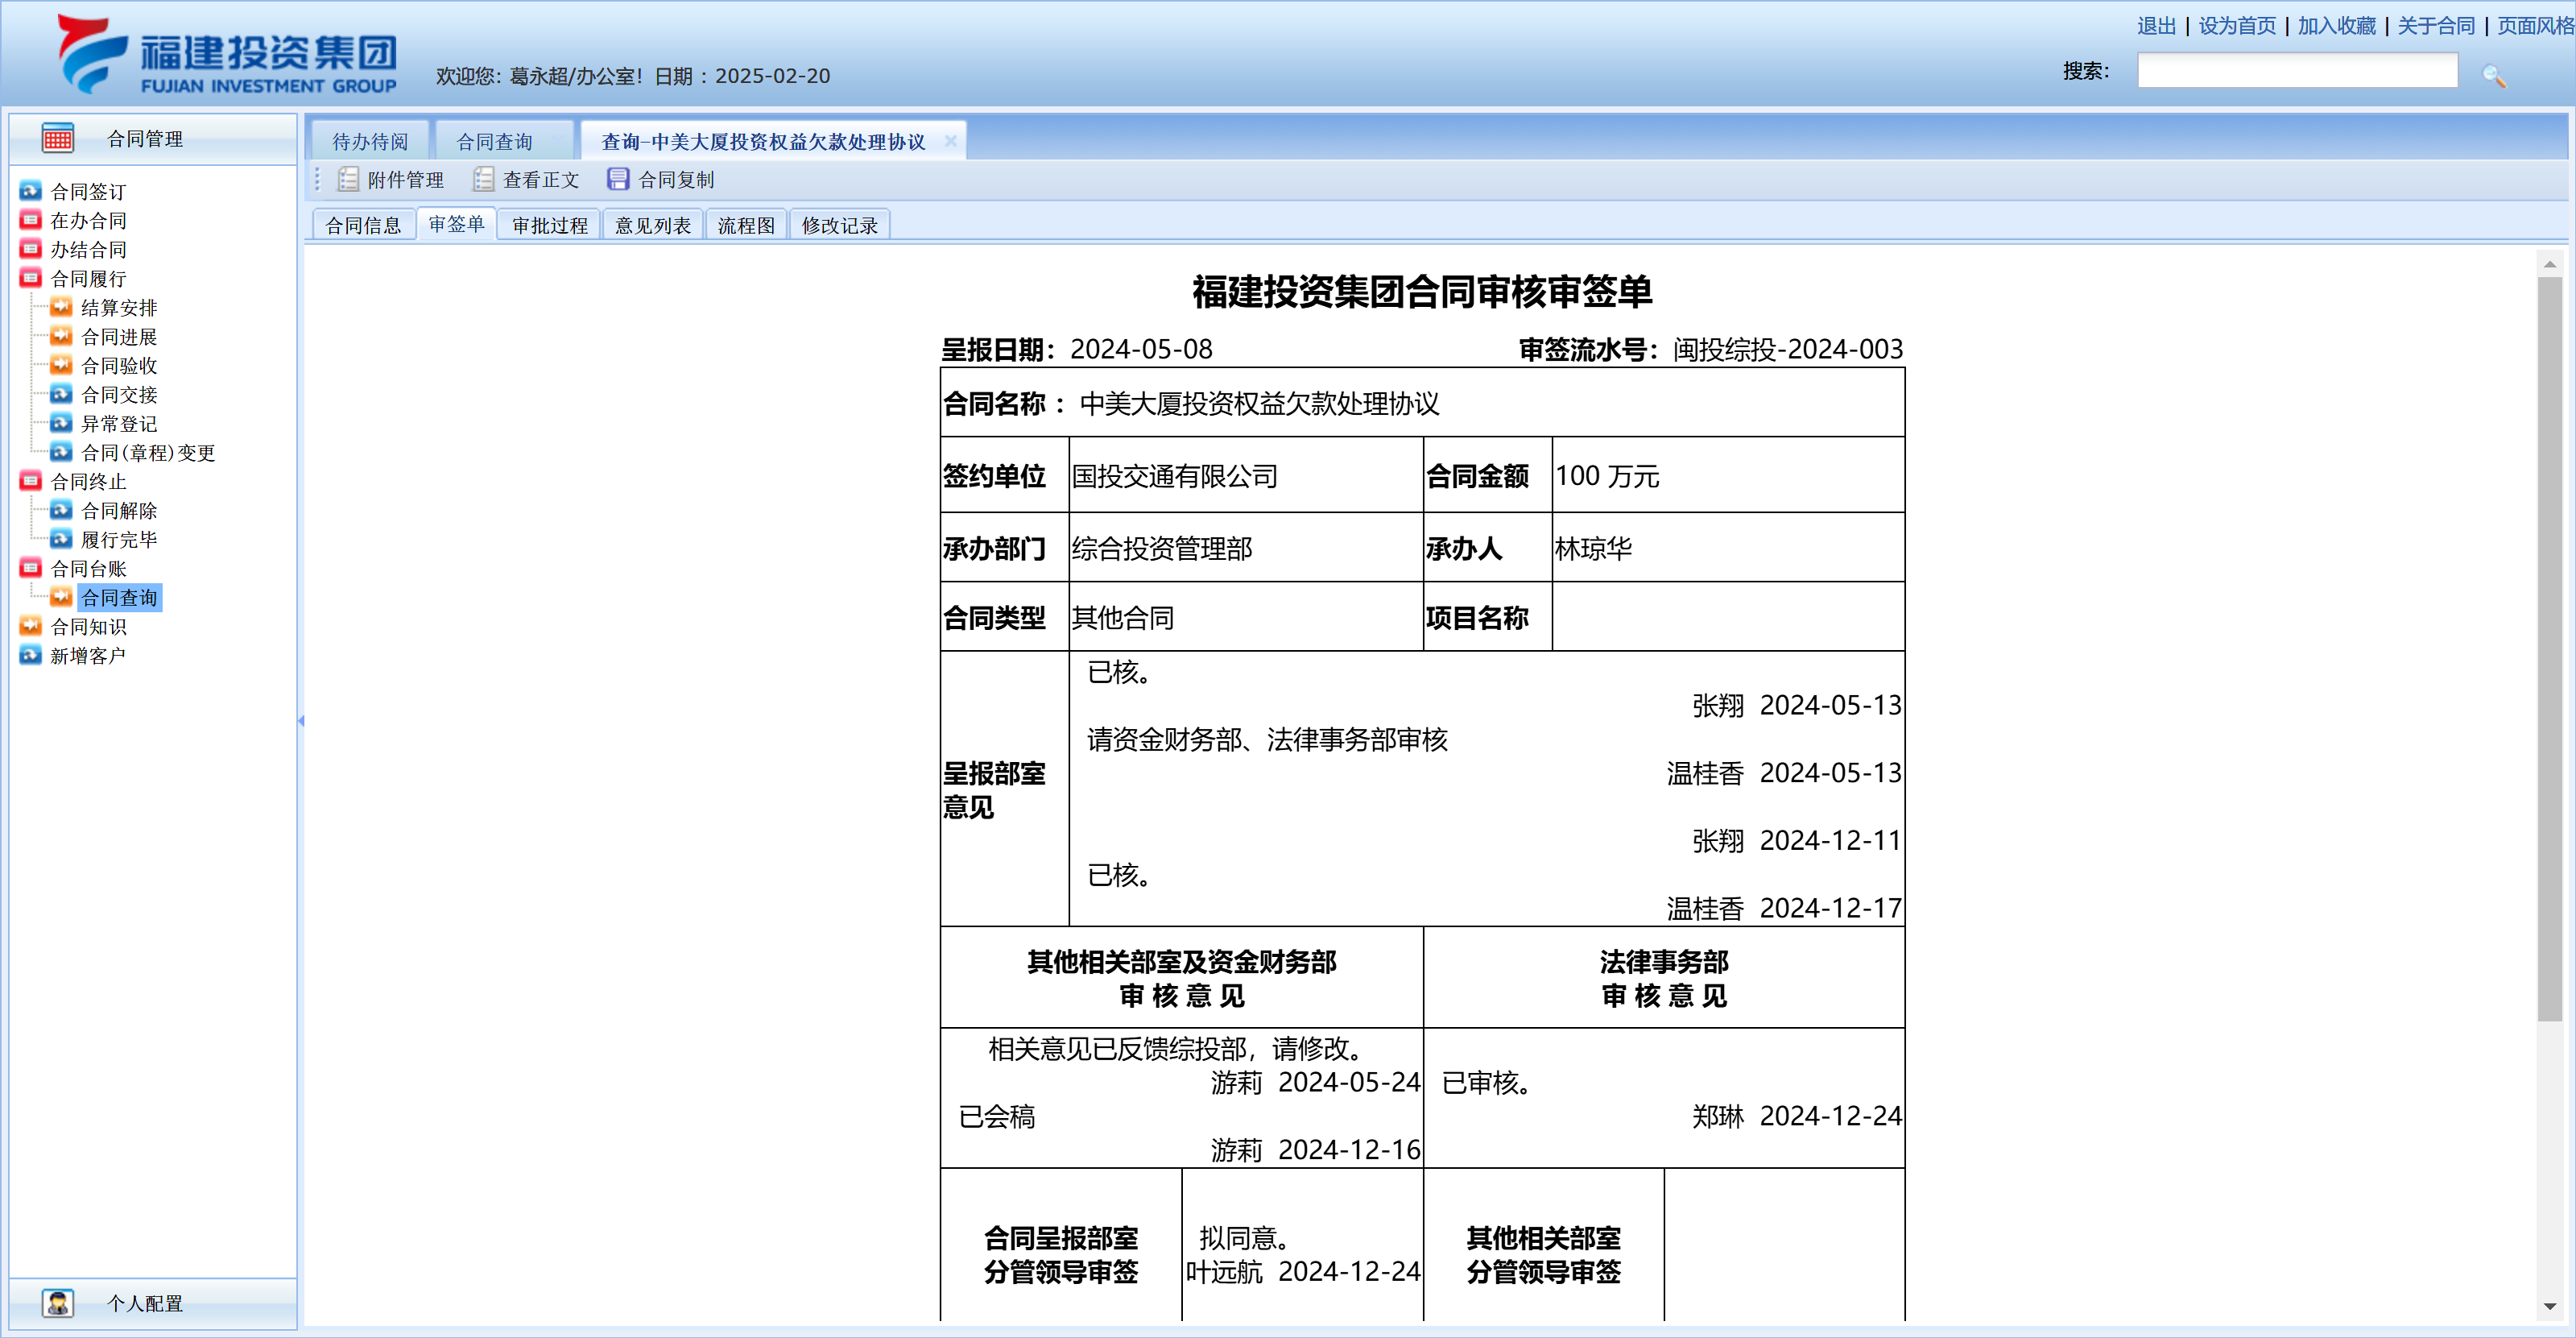 福建投资集团
FUJIAN INVESTMENT GROUP
欢迎您：葛永超/办公室！日期 : 2025-02-20
退出 | 设为首页 | 加入收藏 | 关于合同 | 页面风格
搜索：
合同管理
合同签订
在办合同
办结合同
合同履行
结算安排
合同进展
合同验收
合同交接
异常登记
合同(章程)变更
合同终止
合同解除
履行完毕
合同台账
合同查询
合同知识
新增客户
个人配置
待办待阅 合同查询 查询-中美大厦投资权益欠款处理协议
附件管理 查看正文 合同复制
合同信息 审签单 审批过程 意见列表 流程图 修改记录
福建投资集团合同审核审签单
呈报日期：2024-05-08 审签流水号：闽投综投-2024-003
合同名称 ： 中美大厦投资权益欠款处理协议
签约单位 国投交通有限公司 合同金额 100 万元
承办部门 综合投资管理部 承办人 林琼华
合同类型 其他合同 项目名称
呈报部室
意见
已核。
张翔 2024-05-13
请资金财务部、法律事务部审核
温桂香 2024-05-13
张翔 2024-12-11
已核。
温桂香 2024-12-17
其他相关部室及资金财务部
审 核 意 见
法律事务部
审 核 意 见
相关意见已反馈综投部，请修改。
游莉 2024-05-24
已会稿
游莉 2024-12-16
已审核。
郑琳 2024-12-24
合同呈报部室
分管领导审签
拟同意。
叶远航 2024-12-24
其他相关部室
分管领导审签